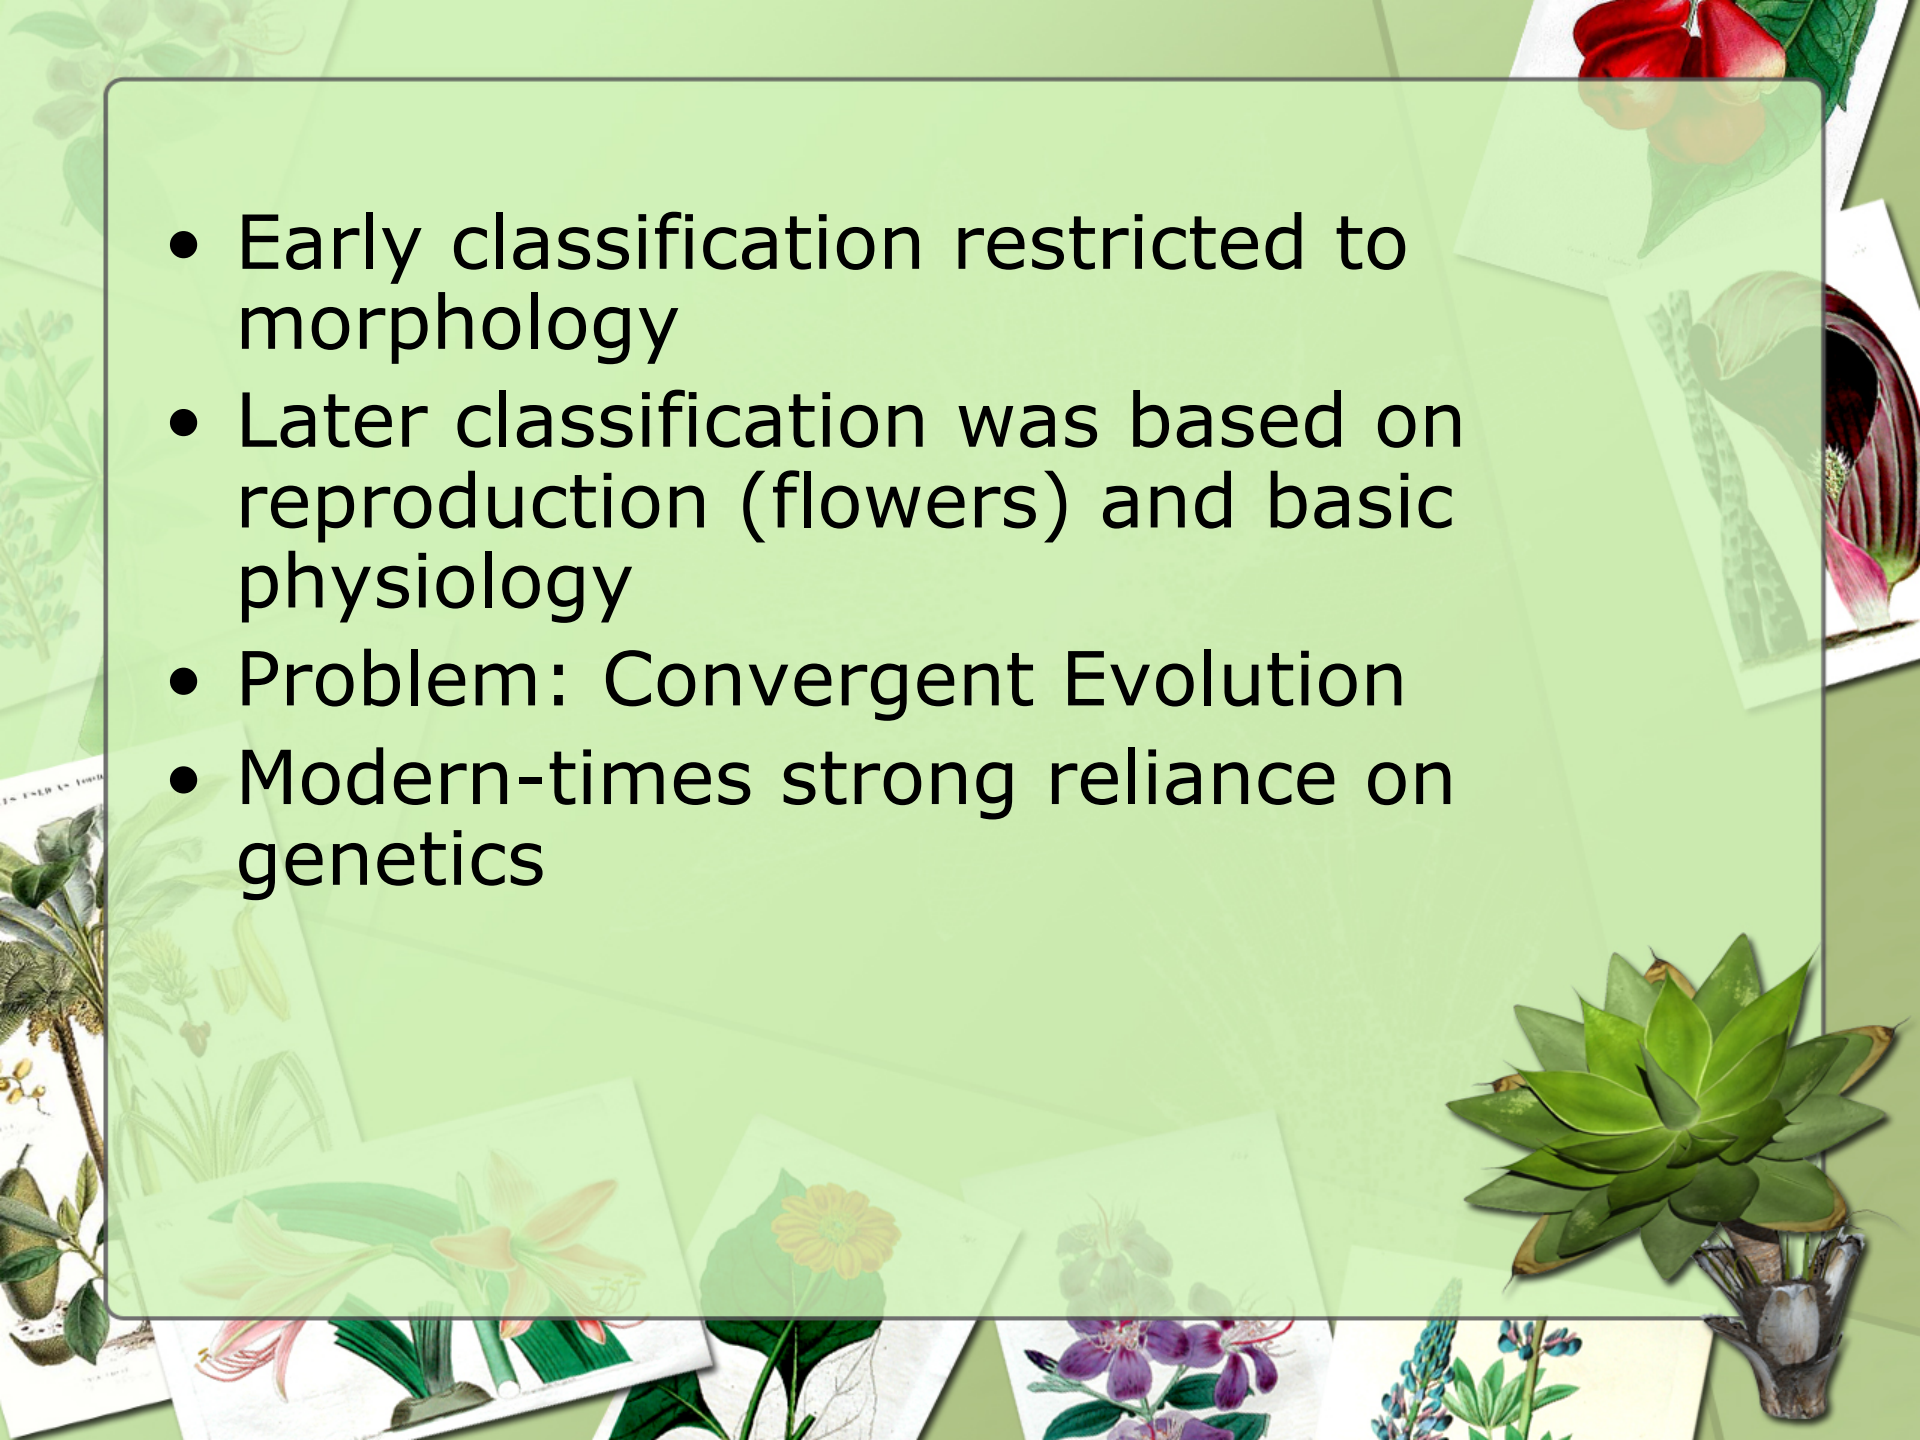 • Early classification restricted to
morphology
• Later classification was based on
reproduction (flowers) and basic
physiology
• Problem: Convergent Evolution
• Modern-times strong reliance on
genetics